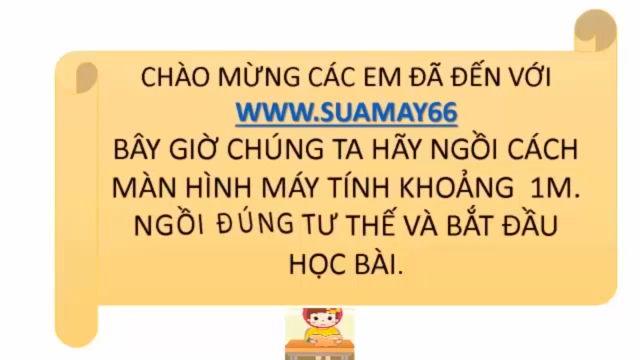 CHÀO MỪNG CÁC EM ĐÃ ĐẾN VỚI
WWW.SUAMAY66
BÂY GIỜ CHÚNG TA HÃY NGỒI CÁCH
MÀN HÌNH MÁY TÍNH KHOẢNG 1M.
NGỒI ĐÚNG TƯ THẾ VÀ BẮT ĐẦU
HỌC BÀI.